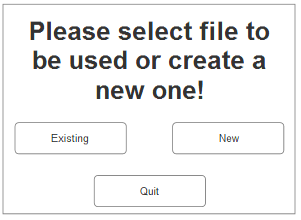 Please select file to
be used or create a
new one!
Existing
New
Quit